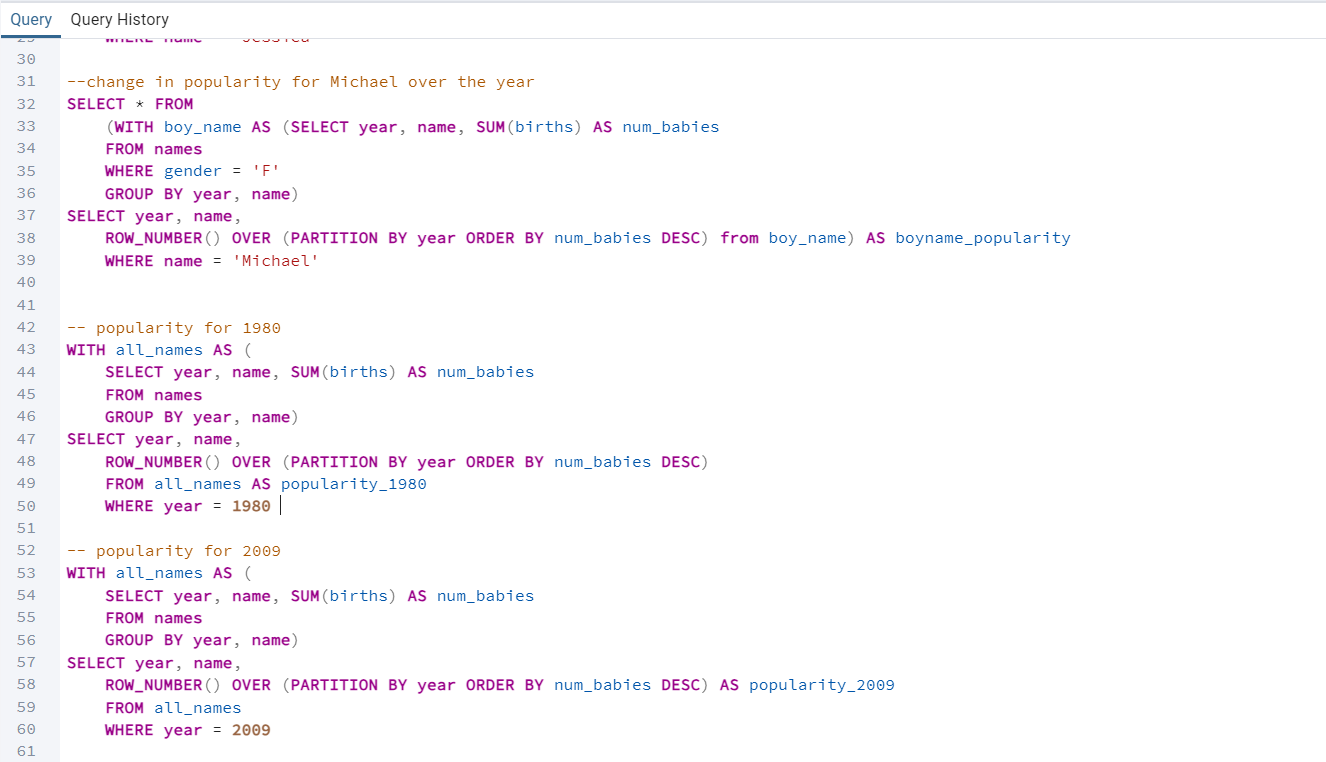 Query Query History
30
31 --change in popularity for Michael over the year
32 SELECT * FROM
33 (WITH boy_name AS (SELECT year, name, SUM(births) AS num_babies
34 FROM names
35 WHERE gender = 'F'
36 GROUP BY year, name)
37 SELECT year, name,
38 ROW_NUMBER() OVER (PARTITION BY year ORDER BY num_babies DESC) from boy_name) AS boyname_popularity
39 WHERE name = 'Michael'
40
41
42 -- popularity for 1980
43 WITH all_names AS (
44 SELECT year, name, SUM(births) AS num_babies
45 FROM names
46 GROUP BY year, name)
47 SELECT year, name,
48 ROW_NUMBER() OVER (PARTITION BY year ORDER BY num_babies DESC)
49 FROM all_names AS popularity_1980
50 WHERE year = 1980
51
52 -- popularity for 2009
53 WITH all_names AS (
54 SELECT year, name, SUM(births) AS num_babies
55 FROM names
56 GROUP BY year, name)
57 SELECT year, name,
58 ROW_NUMBER() OVER (PARTITION BY year ORDER BY num_babies DESC) AS popularity_2009
59 FROM all_names
60 WHERE year = 2009
61